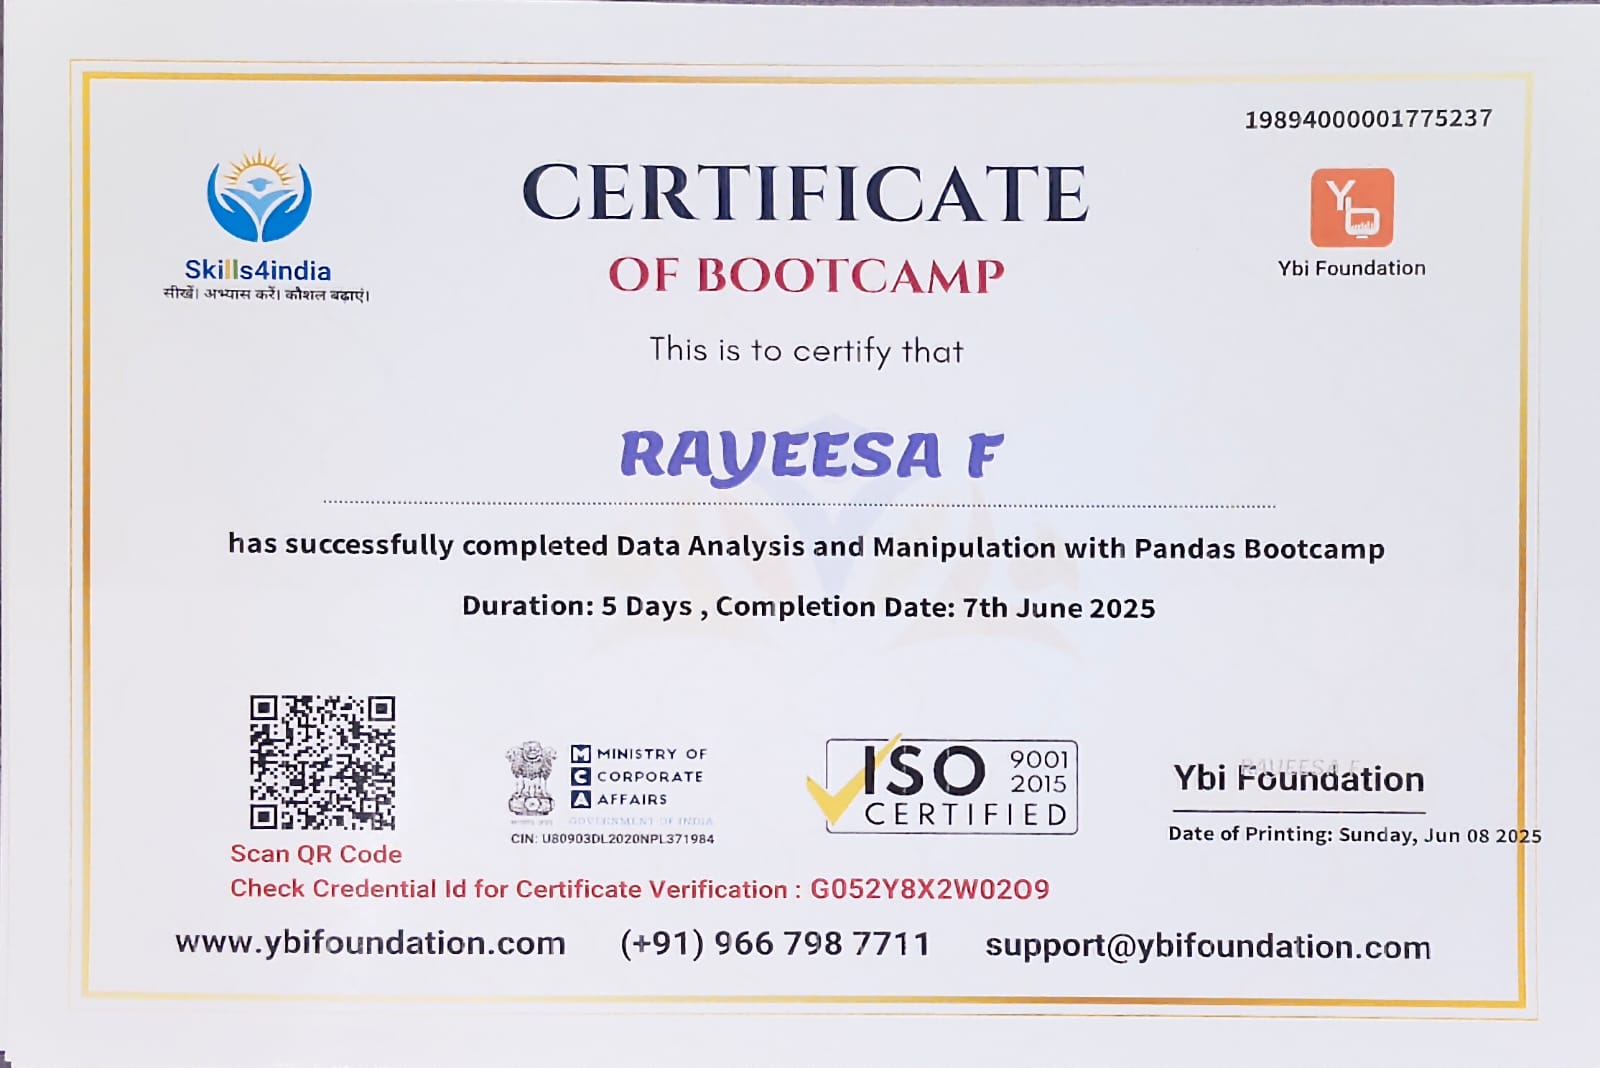 19894000001775237
CERTIFICATE
OF BOOTCAMP
Skills4india
सीखें। अभ्यास करें। कौशल बढ़ाएं।
Ybi Foundation
This is to certify that
RAYEESA F
has successfully completed Data Analysis and Manipulation with Pandas Bootcamp
Duration: 5 Days , Completion Date: 7th June 2025
M MINISTRY OF
C CORPORATE
A AFFAIRS
GOVERNMENT OF INDIA
CIN: U80903DL2020NPL371984
ISO 9001
2015
CERTIFIED
RAYEESA F
Ybi Foundation
Date of Printing: Sunday, Jun 08 2025
Scan QR Code
Check Credential Id for Certificate Verification : G052Y8X2W02O9
www.ybifoundation.com (+91) 966 798 7711 support@ybifoundation.com